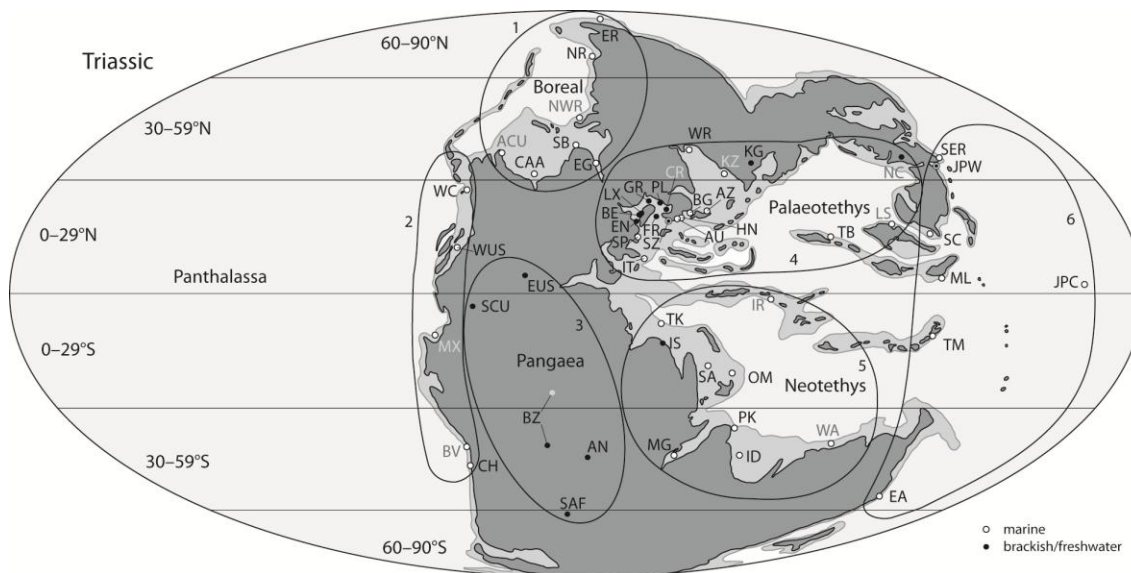 1
ER
60–90°N
NR
Triassic
Boreal
NWR
30–59°N
ACU
SB
WR
CAA
EG
CR
KZ
KG
SER
JPW
NC
WC
2
GR
PL
LX
BG
AZ
Palaeotethys
6
0–29°N
BE
EN
FR
LS
SP
SZ
AU
HN
TB
SC
WUS
IT
4
Panthalassa
EUS
ML
JPC
SCU
3
TK
IR
0–29°S
MX
Pangaea
IS
TM
SA
OM
5
Neotethys
BZ
PK
WA
BV
AN
MG
ID
30–59°S
CH
SAF
EA
marine
60–90°S
brackish/freshwater